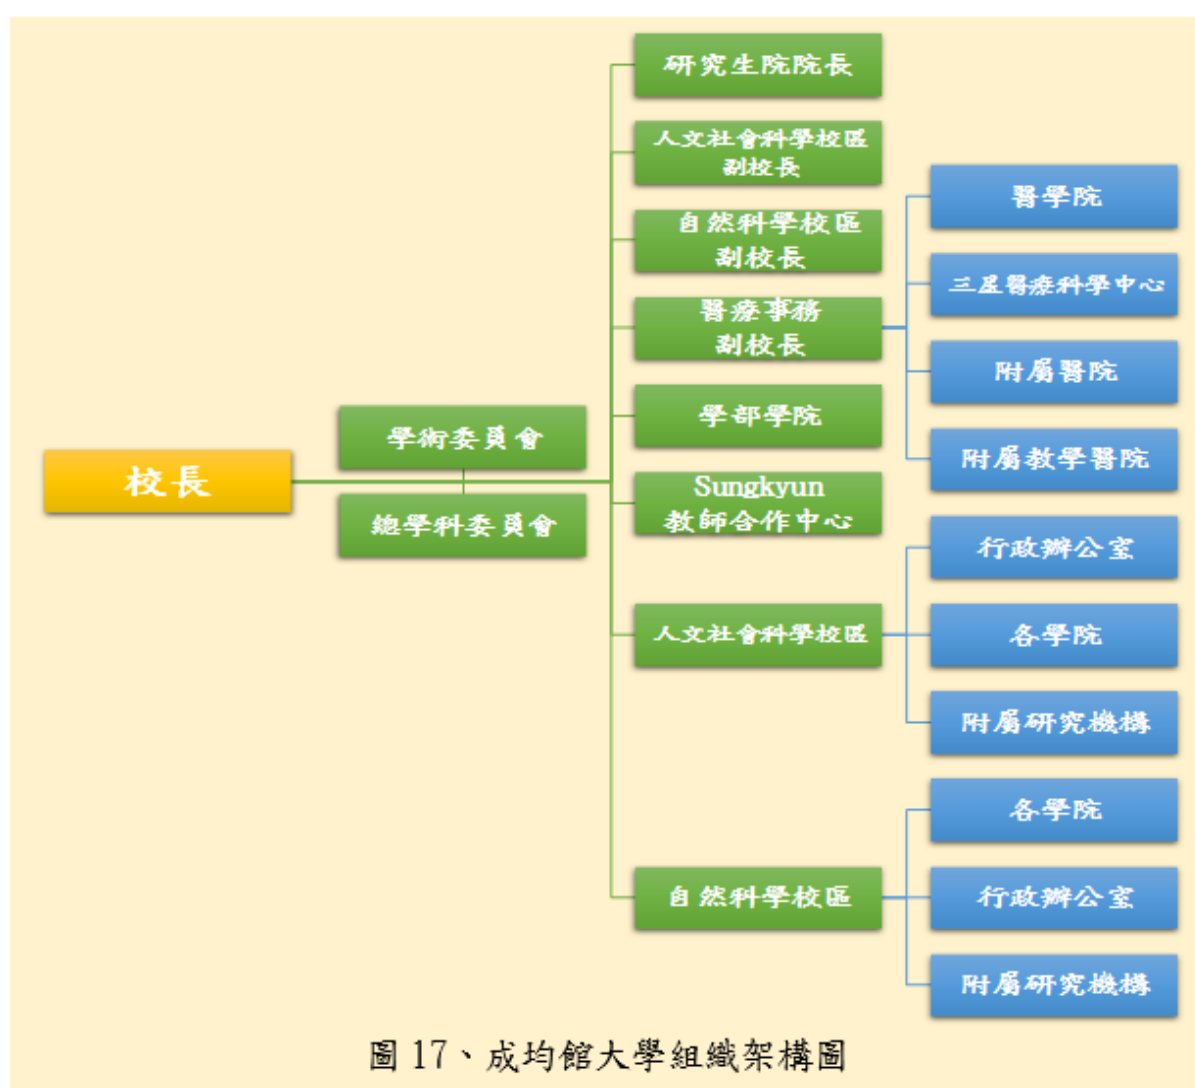 校長
學術委員會
總學科委員會
研究生院院長
人文社會科學校區
副校長
自然科學校區
副校長
醫療事務
副校長
醫學院
三星醫療科學中心
附屬醫院
附屬教學醫院
學部學院
Sungkyun
教師合作中心
人文社會科學校區
行政辦公室
各學院
附屬研究機構
自然科學校區
各學院
行政辦公室
附屬研究機構
圖 17、成均館大學組織架構圖